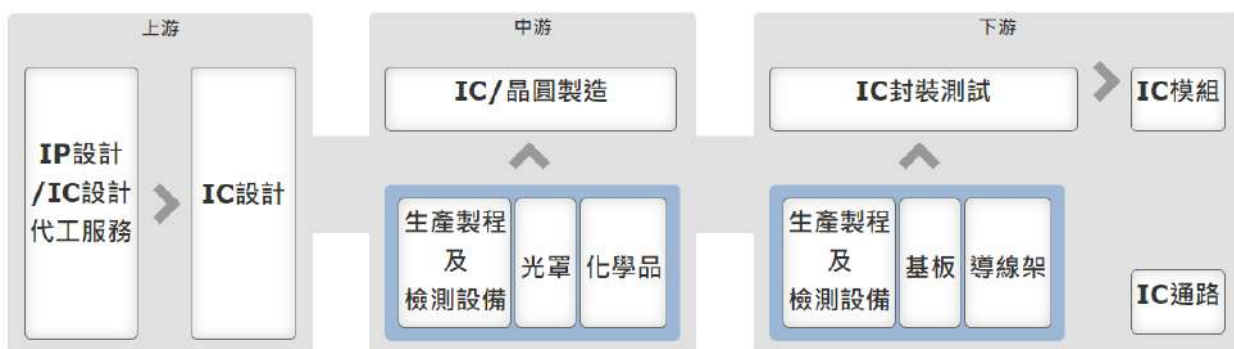 上游
IP設計
/IC設計
代工服務
IC設計
中游
IC/晶圓製造
生產製程
及
檢測設備
光罩
化學品
下游
IC封裝測試
IC模組
生產製程
及
檢測設備
基板
導線架
IC通路